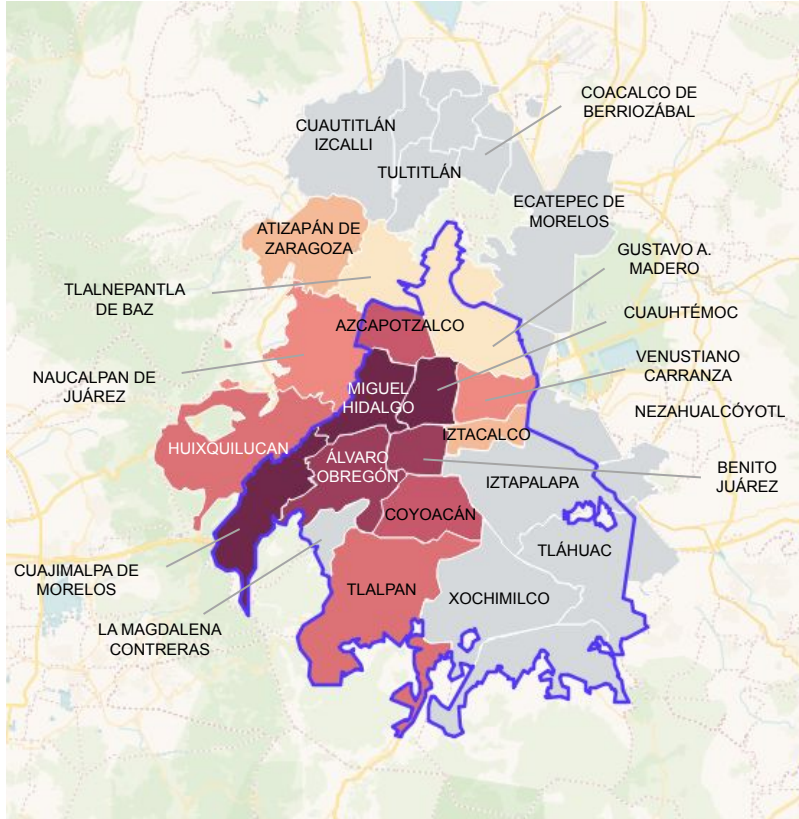 COACALCO DE
BERRIOZÁBAL
CUAUTITLÁN
IZCALLI
TULTITLÁN
ECATEPEC DE
MORELOS
ATIZAPÁN DE
ZARAGOZA
GUSTAVO A.
MADERO
TLALNEPANTLA
DE BAZ
CUAUHTÉMOC
AZCAPOTZALCO
VENUSTIANO
CARRANZA
NAUCALPAN DE
JUÁREZ
MIGUEL
HIDALGO
NEZAHUALCÓYOTL
HUIXQUILUCAN
IZTACALCO
ÁLVARO
OBREGÓN
BENITO
JUÁREZ
IZTAPALAPA
COYOACÁN
TLÁHUAC
CUAJIMALPA DE
MORELOS
TLALPAN
XOCHIMILCO
LA MAGDALENA
CONTRERAS